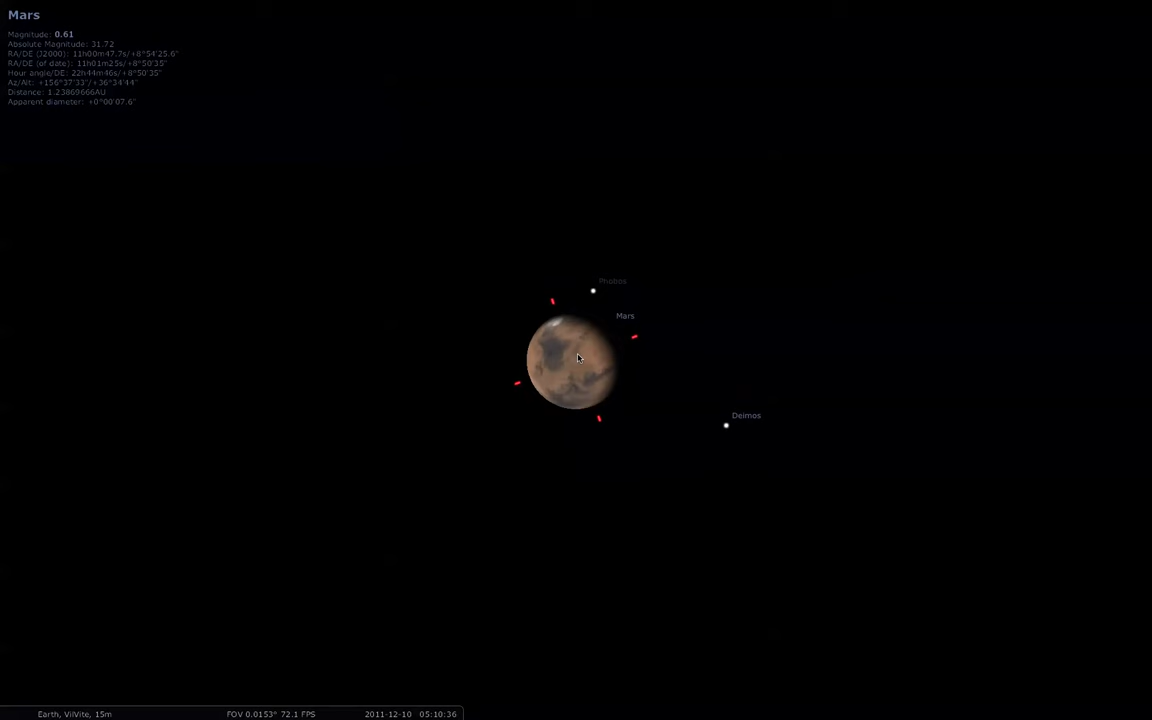 Mars
Magnitude: 0.61
Absolute Magnitude: 31.72
RA/DE (J2000): 11h00m47.7s/+8°54'25.6"
RA/DE (of date): 11h01m25s/+8°50'35"
Hour angle/DE: 22h44m46s/+8°50'35"
Az/Alt: +156°37'33"/+36°34'44"
Distance: 1.23869666AU
Apparent diameter: +0°00'07.6"
Phobos
Mars
Deimos
Earth, VilVite, 15m FOV 0.0153° 72.1 FPS 2011-12-10 05:10:36